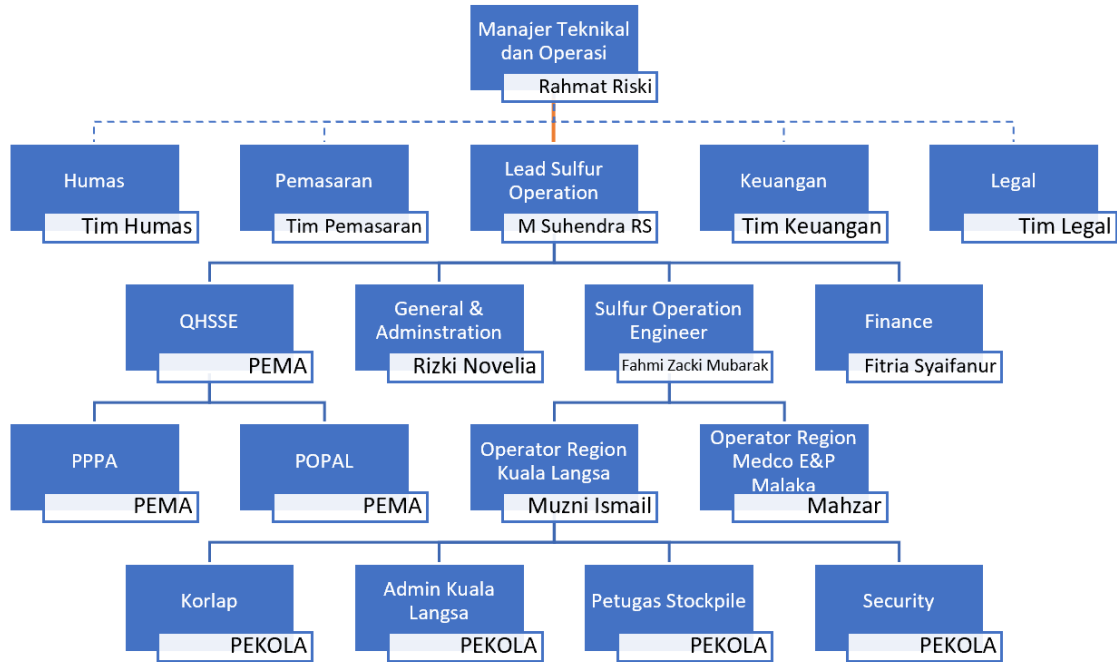 Manajer Teknikal
dan Operasi
Rahmat Riski
Humas
Tim Humas
Pemasaran
Tim Pemasaran
Lead Sulfur
Operation
M Suhendra RS
Keuangan
Tim Keuangan
Legal
Tim Legal
QHSSE
PEMA
General &
Adminstration
Rizki Novelia
Sulfur Operation
Engineer
Fahmi Zacki Mubarak
Finance
Fitria Syaifanur
PPPA
PEMA
POPAL
PEMA
Operator Region
Kuala Langsa
Muzni Ismail
Operator Region
Medco E&P
Malaka
Mahzar
Korlap
PEKOLA
Admin Kuala
Langsa
PEKOLA
Petugas Stockpile
PEKOLA
Security
PEKOLA